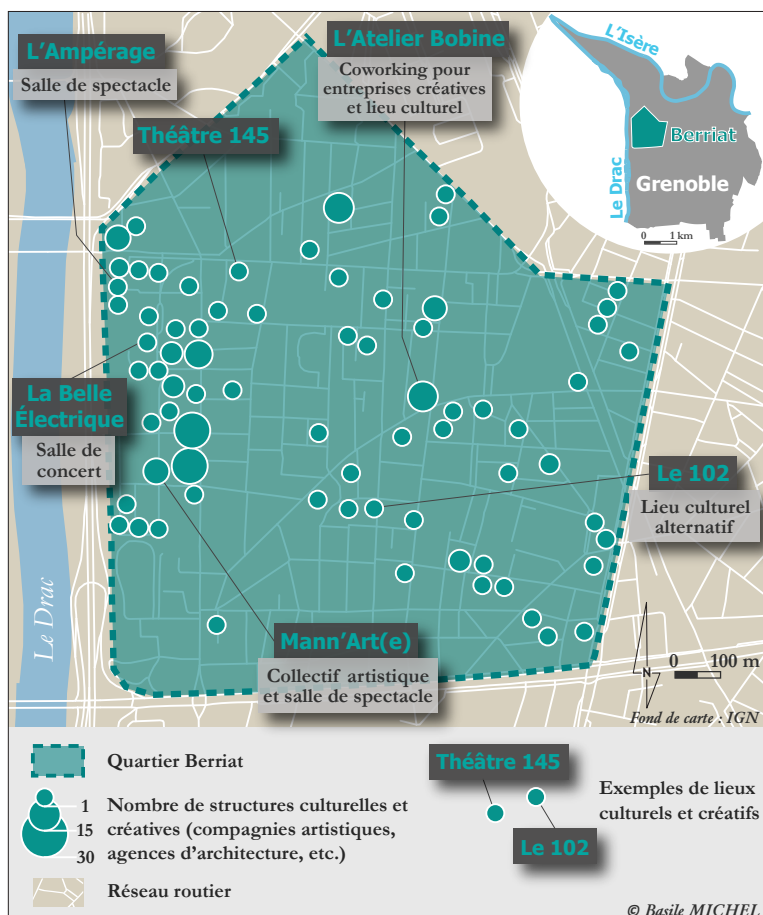 L'Ampérage
Salle de spectacle
L'Atelier Bobine
Coworking pour
entreprises créatives
et lieu culturel
Théâtre 145
L'Isère
Berriat
Le Drac
Grenoble
0 1 km
La Belle
Électrique
Salle de
concert
Le 102
Lieu culturel
alternatif
Le Drac
Mann'Art(e)
Collectif artistique
et salle de spectacle
N
0 100 m
Fond de carte : IGN
Quartier Berriat
1
15
30
Nombre de structures culturelles et
créatives (compagnies artistiques,
agences d'architecture, etc.)
Réseau routier
Théâtre 145
Le 102
Exemples de lieux
culturels et créatifs
© Basile MICHEL